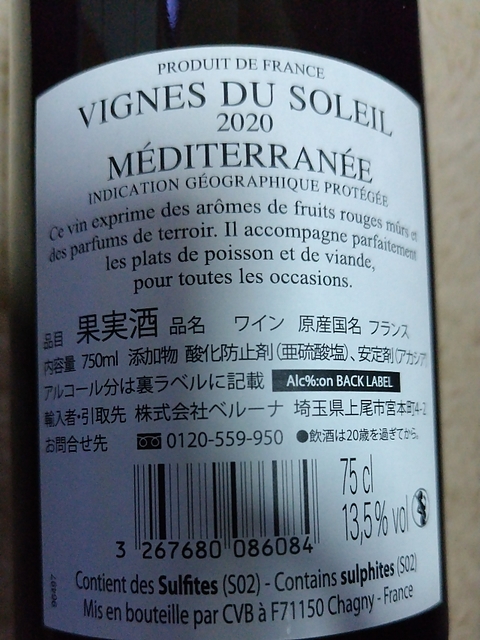 PRODUIT DE FRANCE
VIGNES DU SOLEIL
2020
MÉDITERRANÉE
INDICATION GÉOGRAPHIQUE PROTÉGÉE
Ce vin exprime des arômes de fruits rouges mûrs et
des parfums de terroir. Il accompagne parfaitement
les plats de poisson et de viande,
pour toutes les occasions.
品目 果実酒 品名 ワイン 原産国名 フランス
内容量 750ml 添加物 酸化防止剤(亜硫酸塩)、安定剤(アカシア
アルコール分は裏ラベルに記載 Alc%:on BACK LABEL
輸入者・引取先 株式会社ベルーナ 埼玉県上尾市宮本町4-2
お問合せ先 0120-559-950 ●飲酒は20歳を過ぎてから。
75 cl
13,5% vol
3 267680 086084
Contient des Sulfites (S02) - Contains sulphites (S02)
Mis en bouteille par CVB à F71150 Chagny - France